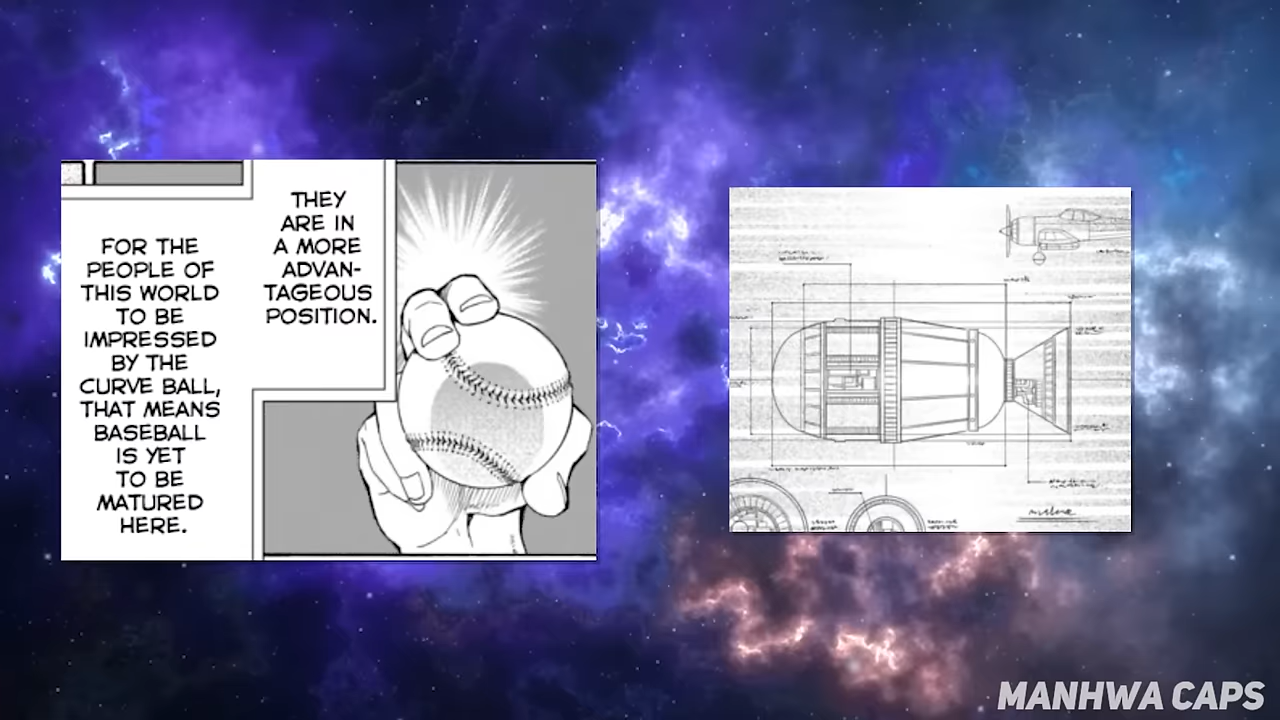 THEY
ARE IN
A MORE
ADVAN-
TAGEOUS
POSITION.
FOR THE
PEOPLE OF
THIS WORLD
TO BE
IMPRESSED
BY THE
CURVE BALL,
THAT MEANS
BASEBALL
IS YET
TO BE
MATURED
HERE.
MANHWA CAPS